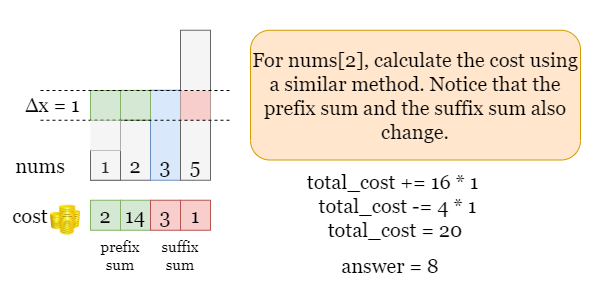 For nums[2], calculate the cost using
a similar method. Notice that the
prefix sum and the suffix sum also
change.
Δx = 1
nums 1 2 3 5
cost 2 14 3 1
prefix sum
suffix sum
total_cost += 16 * 1
total_cost -= 4 * 1
total_cost = 20
answer = 8